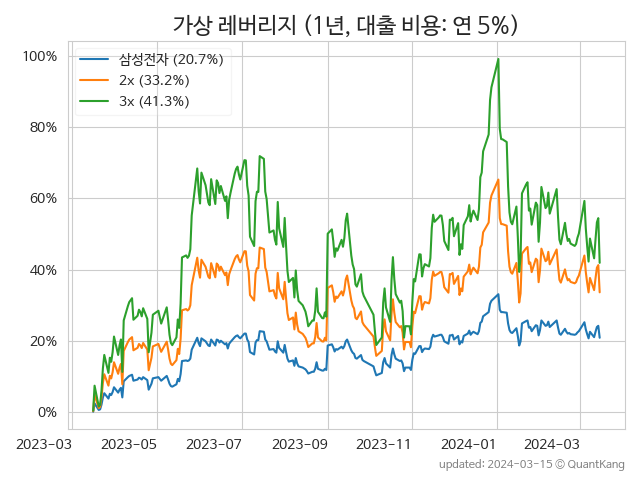 가상 레버리지 (1년, 대출 비용: 연 5%)
100%
80%
60%
40%
20%
0%
삼성전자 (20.7%)
2x (33.2%)
3x (41.3%)
2023-03 2023-05 2023-07 2023-09 2023-11 2024-01 2024-03
updated: 2024-03-15 © QuantKang